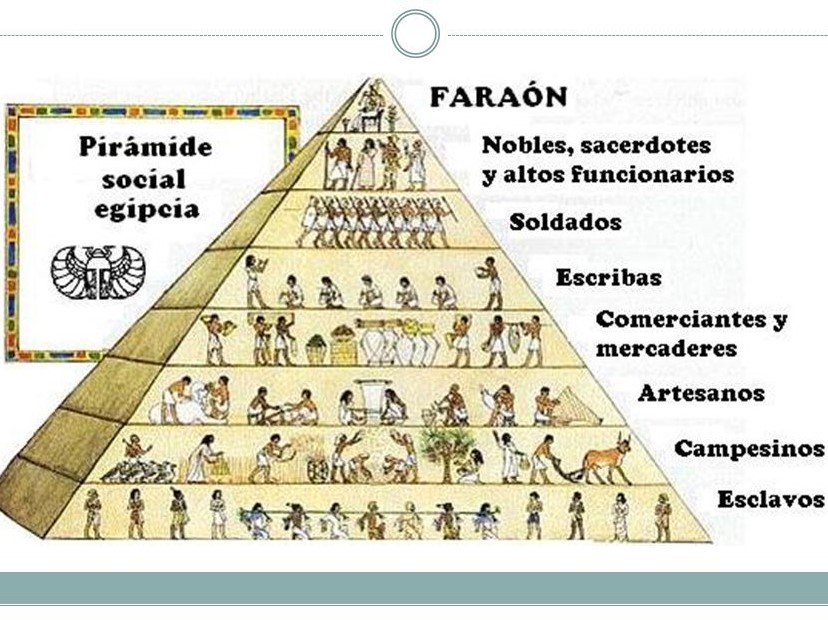 Pirámide
social
egipcia
FARAÓN
Nobles, sacerdotes
y altos funcionarios
Soldados
Escribas
Comerciantes y
mercaderes
Artesanos
Campesinos
Esclavos